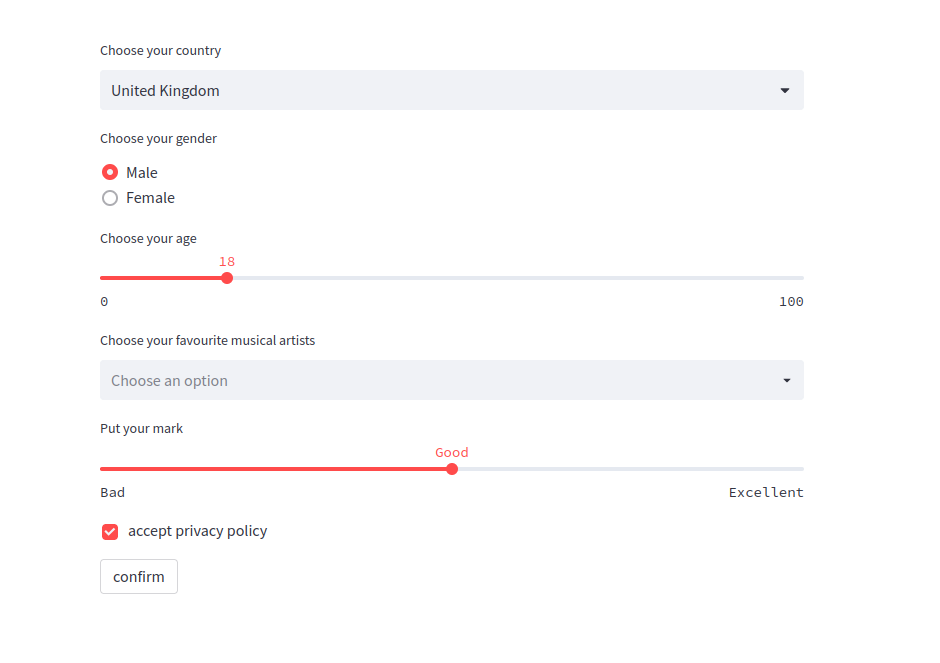 Choose your country
United Kingdom
Choose your gender
Male
Female
Choose your age
18
0 100
Choose your favourite musical artists
Choose an option
Put your mark
Good
Bad Excellent
accept privacy policy
confirm